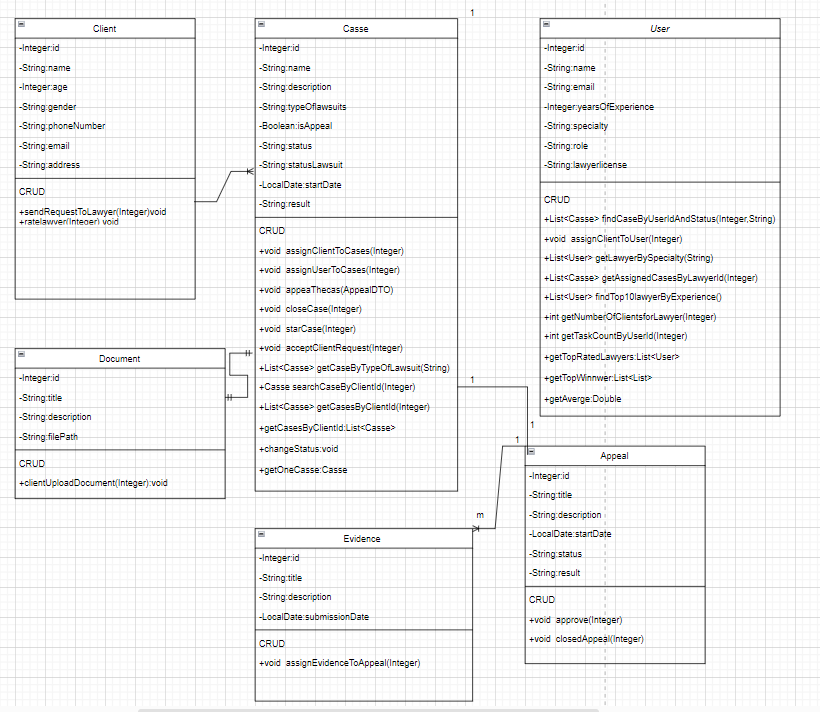 Client
-Integer:id
-String:name
-Integer:age
-String:gender
-String:phoneNumber
-String:email
-String:address
CRUD
+sendRequestToLawyer(Integer)void
+ratelawyer(Integer) void
Casse
-Integer:id
-String:name
-String:description
-String:typeOflawsuits
-Boolean:isAppeal
-String:status
-String:statusLawsuit
-LocalDate:startDate
-String:result
CRUD
+void assignClientToCases(Integer)
+void assignUserToCases(Integer)
+void appeaThecas(AppealDTO)
+void closeCase(Integer)
+void starCase(Integer)
+void acceptClientRequest(Integer)
+List<Casse> getCaseByTypeOfLawsuit(String)
+Casse searchCaseByClientId(Integer)
+List<Casse> getCasesByClientId(Integer)
+getCasesByClientId:List<Casse>
+changeStatus:void
+getOneCasse:Casse
1
User
-Integer:id
-String:name
-String:email
-Integer:yearsOfExperience
-String:specialty
-String:role
-String:lawyerlicense
CRUD
+List<Casse> findCaseByUserIdAndStatus(Integer,String)
+void assignClientToUser(Integer)
+List<User> getLawyerBySpecialty(String)
+List<Casse> getAssignedCasesByLawyerId(Integer)
+List<User> findTop10lawyerByExperience()
+int getNumberOfClientsforLawyer(Integer)
+int getTaskCountByUserId(Integer)
+getTopRatedLawyers:List<User>
+getTopWinnwer:List<List>
+getAverge:Double
Document
-Integer:id
-String:title
-String:description
-String:filePath
CRUD
+clientUploadDocument(Integer):void
1
1
1
m
Appeal
-Integer:id
-String:title
-String:description
-LocalDate:startDate
-String:status
-String:result
CRUD
+void approve(Integer)
+void closedAppeal(Integer)
Evidence
-Integer:id
-String:title
-String:description
-LocalDate:submissionDate
CRUD
+void assignEvidenceToAppeal(Integer)